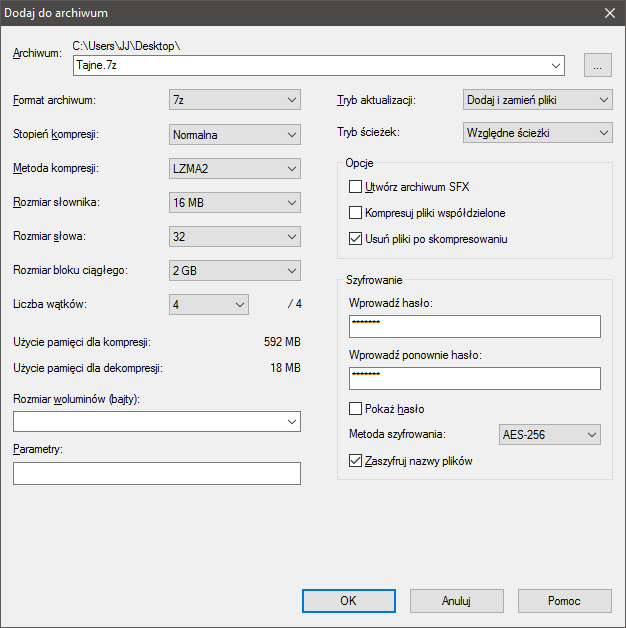 Dodaj do archiwum
Archiwum:
C:\Users\JJ\Desktop\
Tajne.7z
...
Format archiwum:
7z
Stopień kompresji:
Normalna
Metoda kompresji:
LZMA2
Rozmiar słownika:
16 MB
Rozmiar słowa:
32
Rozmiar bloku ciągłego:
2 GB
Liczba wątków:
4
/ 4
Użycie pamięci dla kompresji:
592 MB
Użycie pamięci dla dekompresji:
18 MB
Rozmiar woluminów (bajty):
Parametry:
Tryb aktualizacji:
Dodaj i zamień pliki
Tryb ścieżek:
Względne ścieżki
Opcje
Utwórz archiwum SFX
Kompresuj pliki współdzielone
Usuń pliki po skompresowaniu
Szyfrowanie
Wprowadź hasło:
*******
Wprowadź ponownie hasło:
*******
Pokaż hasło
Metoda szyfrowania:
AES-256
Zaszyfruj nazwy plików
OK
Anuluj
Pomoc